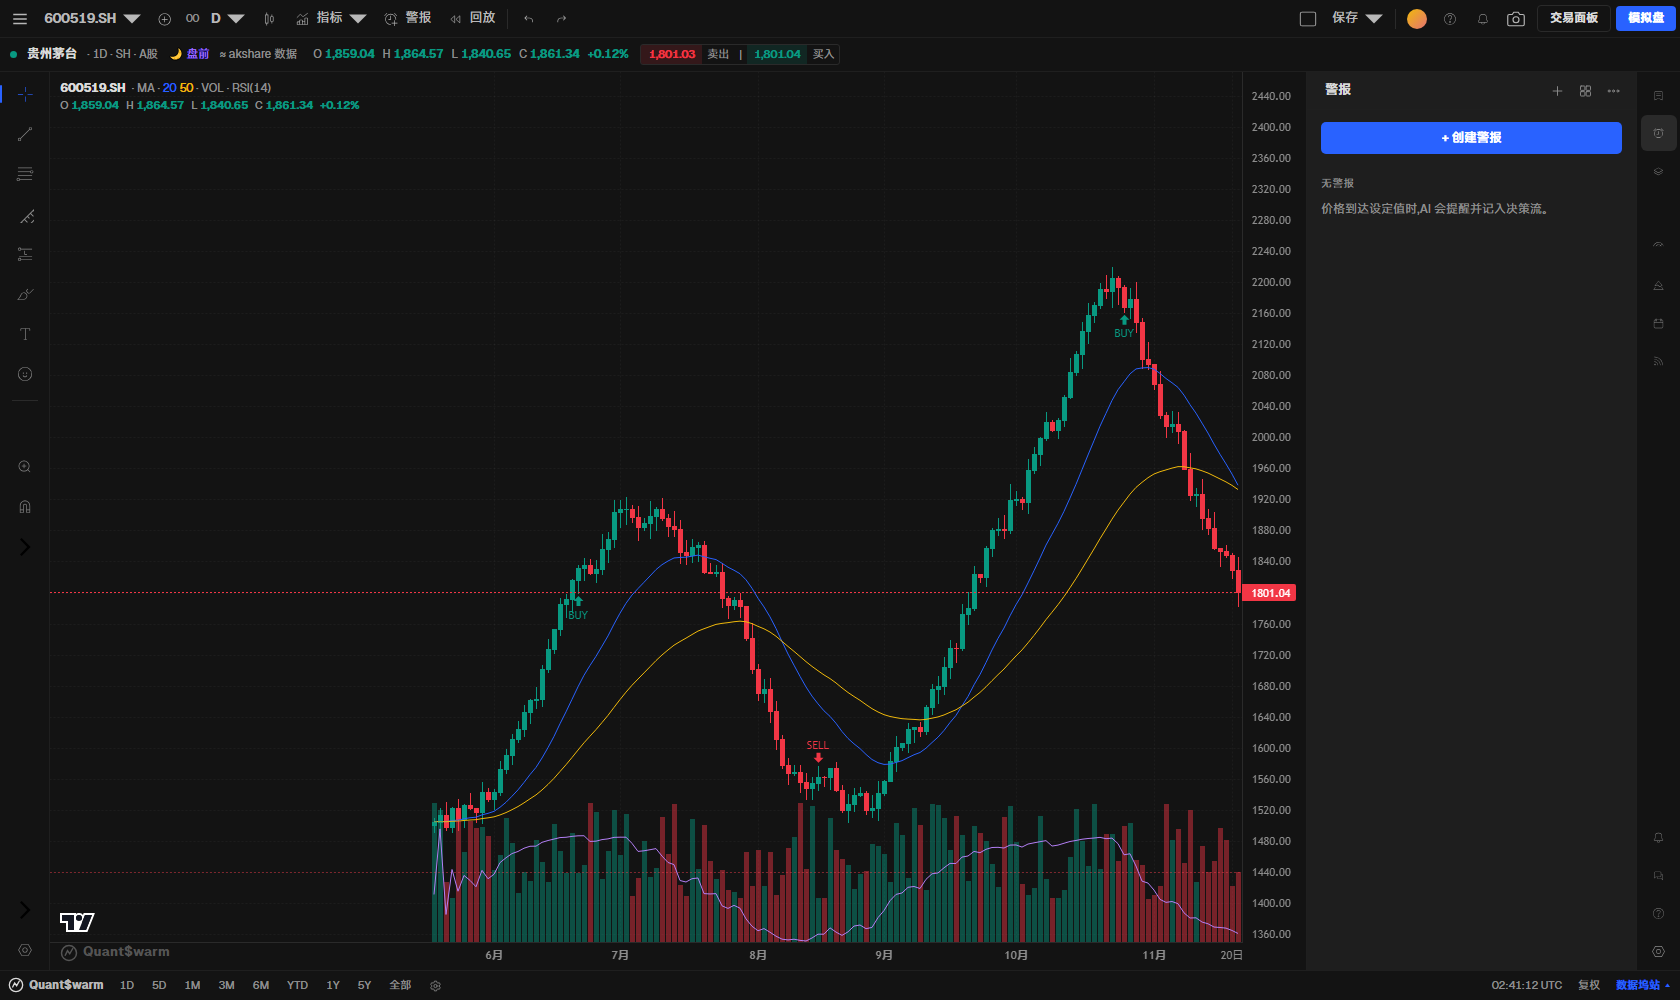 600519.SH 00 D 指标 警报 回放 保存 交易面板 模拟盘
贵州茅台 · 1D · SH · A股 🌙 盘前 ≈ akshare 数据 O 1,859.04 H 1,864.57 L 1,840.65 C 1,861.34 +0.12% 1,801.03 卖出 | 1,801.04 买入
600519.SH · MA · 20 50 · VOL · RSI(14)
O 1,859.04 H 1,864.57 L 1,840.65 C 1,861.34 +0.12%
警报
+ 创建警报
无警报
价格到达设定值时,AI 会提醒并记入决策流。
2440.00
2400.00
2360.00
2320.00
2280.00
2240.00
2200.00
2160.00
2120.00
2080.00
2040.00
2000.00
1960.00
1920.00
1880.00
1840.00
1801.04
1760.00
1720.00
1680.00
1640.00
1600.00
1560.00
1520.00
1480.00
1440.00
1400.00
1360.00
BUY
BUY
SELL
Quant$warm
6月 7月 8月 9月 10月 11月 20日
Quant$warm 1D 5D 1M 3M 6M YTD 1Y 5Y 全部 02:41:12 UTC 复权 数据坞站